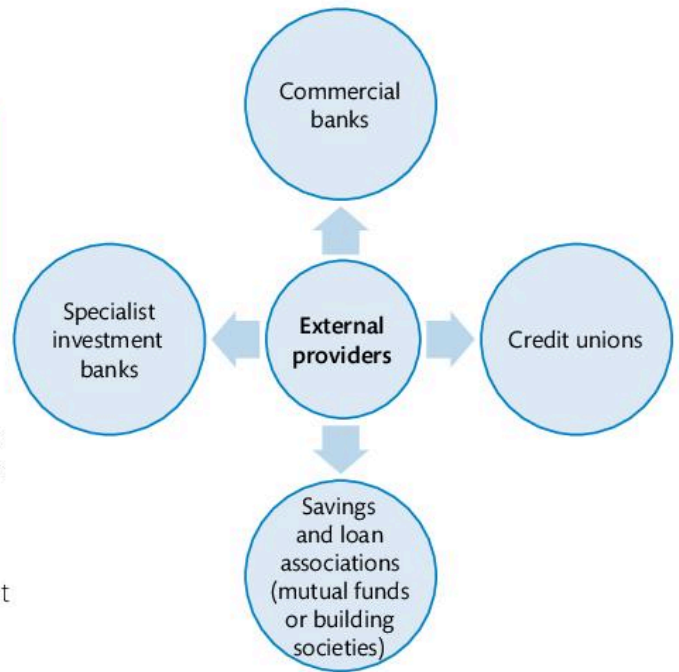 Commercial
banks
Specialist
investment
banks
External
providers
Credit unions
Savings
and loan
associations
(mutual funds
or building
societies)
t